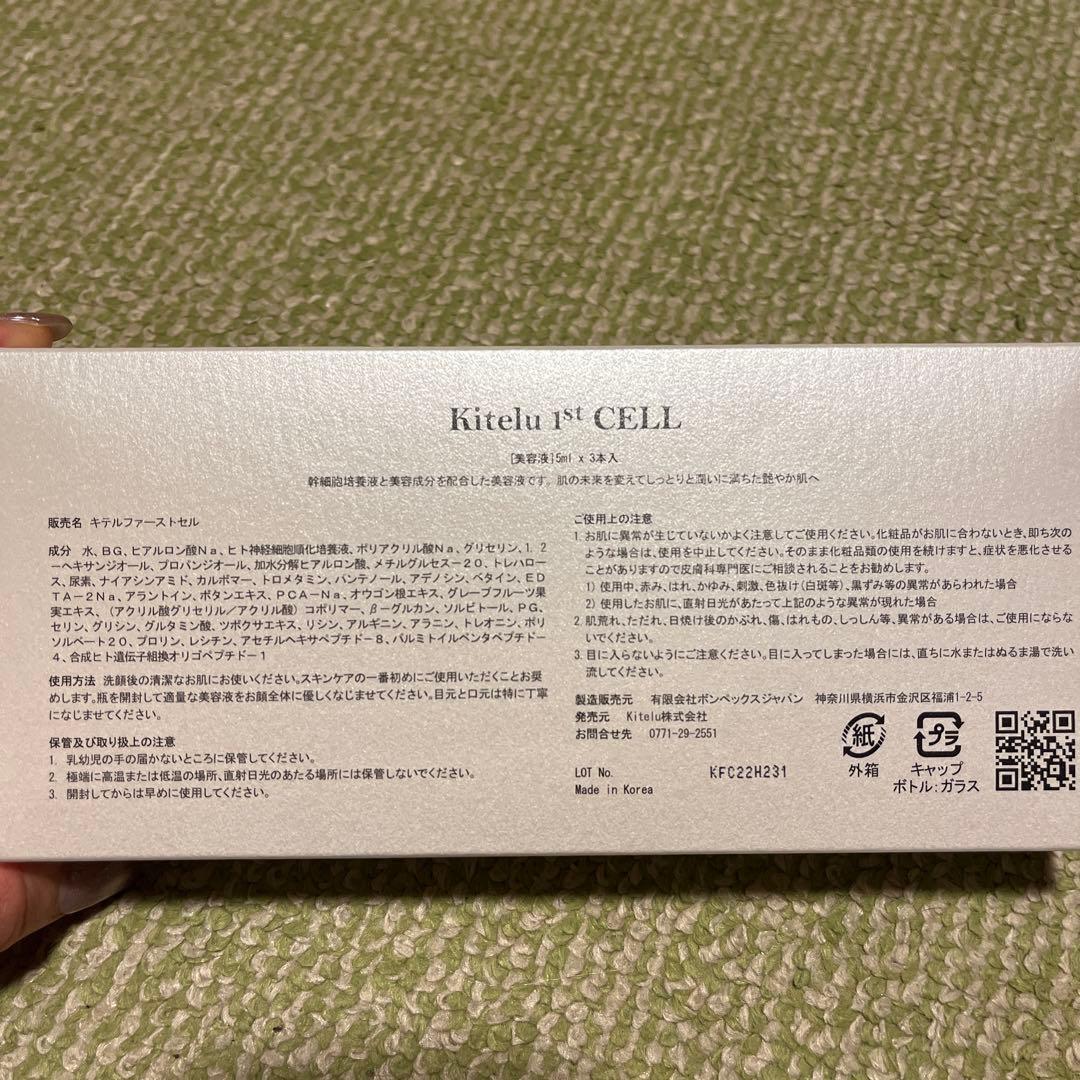 Kitelu 1st CELL
[美容液]5ml x 3本入
幹細胞培養液と美容成分を配合した美容液です。肌の未来を変えてしっとりと潤いに満ちた艶やか肌へ
販売名 キテルファーストセル
成分 水、BG、ヒアルロン酸Na、ヒト神経細胞順化培養液、ポリアクリル酸Na、グリセリン、1.2
ーヘキサンジオール、プロパンジオール、加水分解ヒアルロン酸、メチルグルセスー20、トレハロー
ス、尿素、ナイアシンアミド、カルボマー、トロメタミン、パンテノール、アデノシン、ベタイン、ED
TAー2Na、アラントイン、ボタンエキス、PCAーNa、オウゴン根エキス、グレープフルーツ果
実エキス、(アクリル酸グリセリル/アクリル酸)コポリマー、βーグルカン、ソルビトール、PG、
セリン、グリシン、グルタミン酸、ツボクサエキス、リシン、アルギニン、アラニン、トレオニン、ポリ
ソルベート20、プロリン、レシチン、アセチルヘキサペプチドー8、パルミトイルペンタペプチドー
4、合成ヒト遺伝子組換オリゴペプチドー1
使用方法 洗顔後の清潔なお肌にお使いください。スキンケアの一番初めにご使用いただくことお奨
めします。瓶を開封して適量な美容液をお顔全体に優しくなじませてください。目元と口元は特に丁寧
になじませてください。
保管及び取り扱上の注意
1. 乳幼児の手の届かないところに保管してください。
2. 極端に高温または低温の場所、直射日光のあたる場所には保管しないでください。
3. 開封してからは早めに使用してください。
ご使用上の注意
1. お肌に異常が生じていないかよく注意してご使用ください。化粧品がお肌に合わないとき、即ち次の
ような場合は、使用を中止してください。そのまま化粧品類の使用を続けますと、症状を悪化させる
ことがありますので皮膚科専門医にご相談されることをお勧めします。
1) 使用中、赤み、はれ、かゆみ、刺激、色抜け(白斑等)、黒ずみ等の異常があらわれた場合
2) 使用したお肌に、直射日光があたって上記のような異常が現れた場合
2. 肌荒れ、ただれ、日焼け後のかぶれ、傷、はれもの、しっしん等、異常がある場合は、ご使用にならな
いでください。
3. 目に入らないようにご注意ください。目に入ってしまった場合には、直ちに水またはぬるま湯で洗い
流してください。
製造販売元 有限会社ボンペックスジャパン 神奈川県横浜市金沢区福浦1-2-5
発売元 Kitelu株式会社
お問合せ先 0771-29-2551
LOT No. KFC22H231
Made in Korea
紙
外箱
プラ
キャップ
ボトル:ガラス